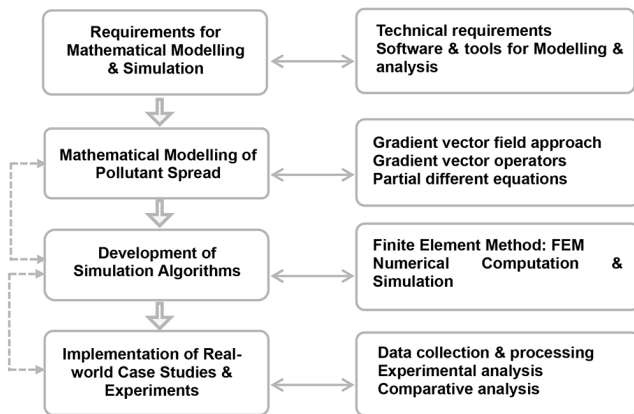 Requirements for
Mathematical Modelling
& Simulation
Technical requirements
Software & tools for Modelling &
analysis
Mathematical Modelling of
Pollutant Spread
Gradient vector field approach
Gradient vector operators
Partial different equations
Development of
Simulation Algorithms
Finite Element Method: FEM
Numerical Computation &
Simulation
Implementation of Real-
world Case Studies &
Experiments
Data collection & processing
Experimental analysis
Comparative analysis